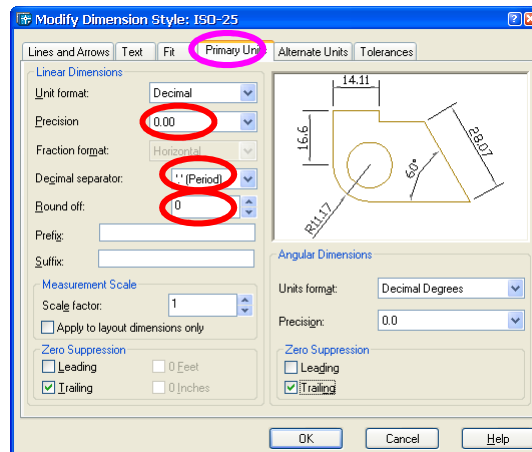 Modify Dimension Style: ISO-25
Lines and Arrows Text Fit Primary Units Alternate Units Tolerances
Linear Dimensions
Unit format: Decimal
Precision 0.00
Fraction format: Horizontal
Decimal separator: '.' (Period)
Round off: 0
Prefix:
Suffix:
Measurement Scale
Scale factor: 1
Apply to layout dimensions only
Zero Suppression
Leading 0 Feet
Trailing 0 Inches
14.11
16.6
28.07
60°
R11.17
Angular Dimensions
Units format: Decimal Degrees
Precision: 0.0
Zero Suppression
Leading
Trailing
OK Cancel Help